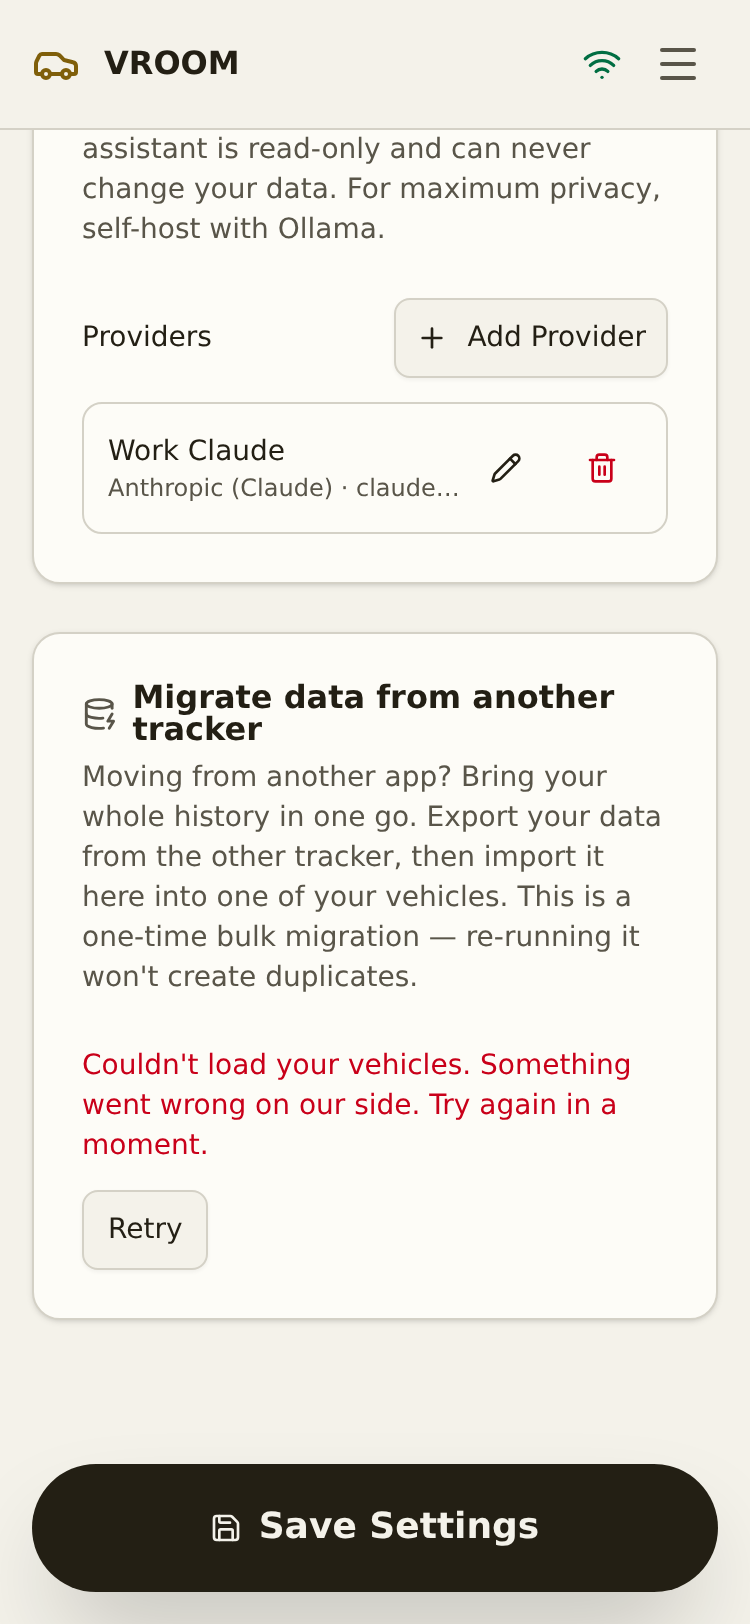 VROOM
assistant is read-only and can never
change your data. For maximum privacy,
self-host with Ollama.
Providers
Add Provider
Work Claude
Anthropic (Claude) · claude...
Migrate data from another
tracker
Moving from another app? Bring your
whole history in one go. Export your data
from the other tracker, then import it
here into one of your vehicles. This is a
one-time bulk migration — re-running it
won't create duplicates.
Couldn't load your vehicles. Something
went wrong on our side. Try again in a
moment.
Retry
Save Settings